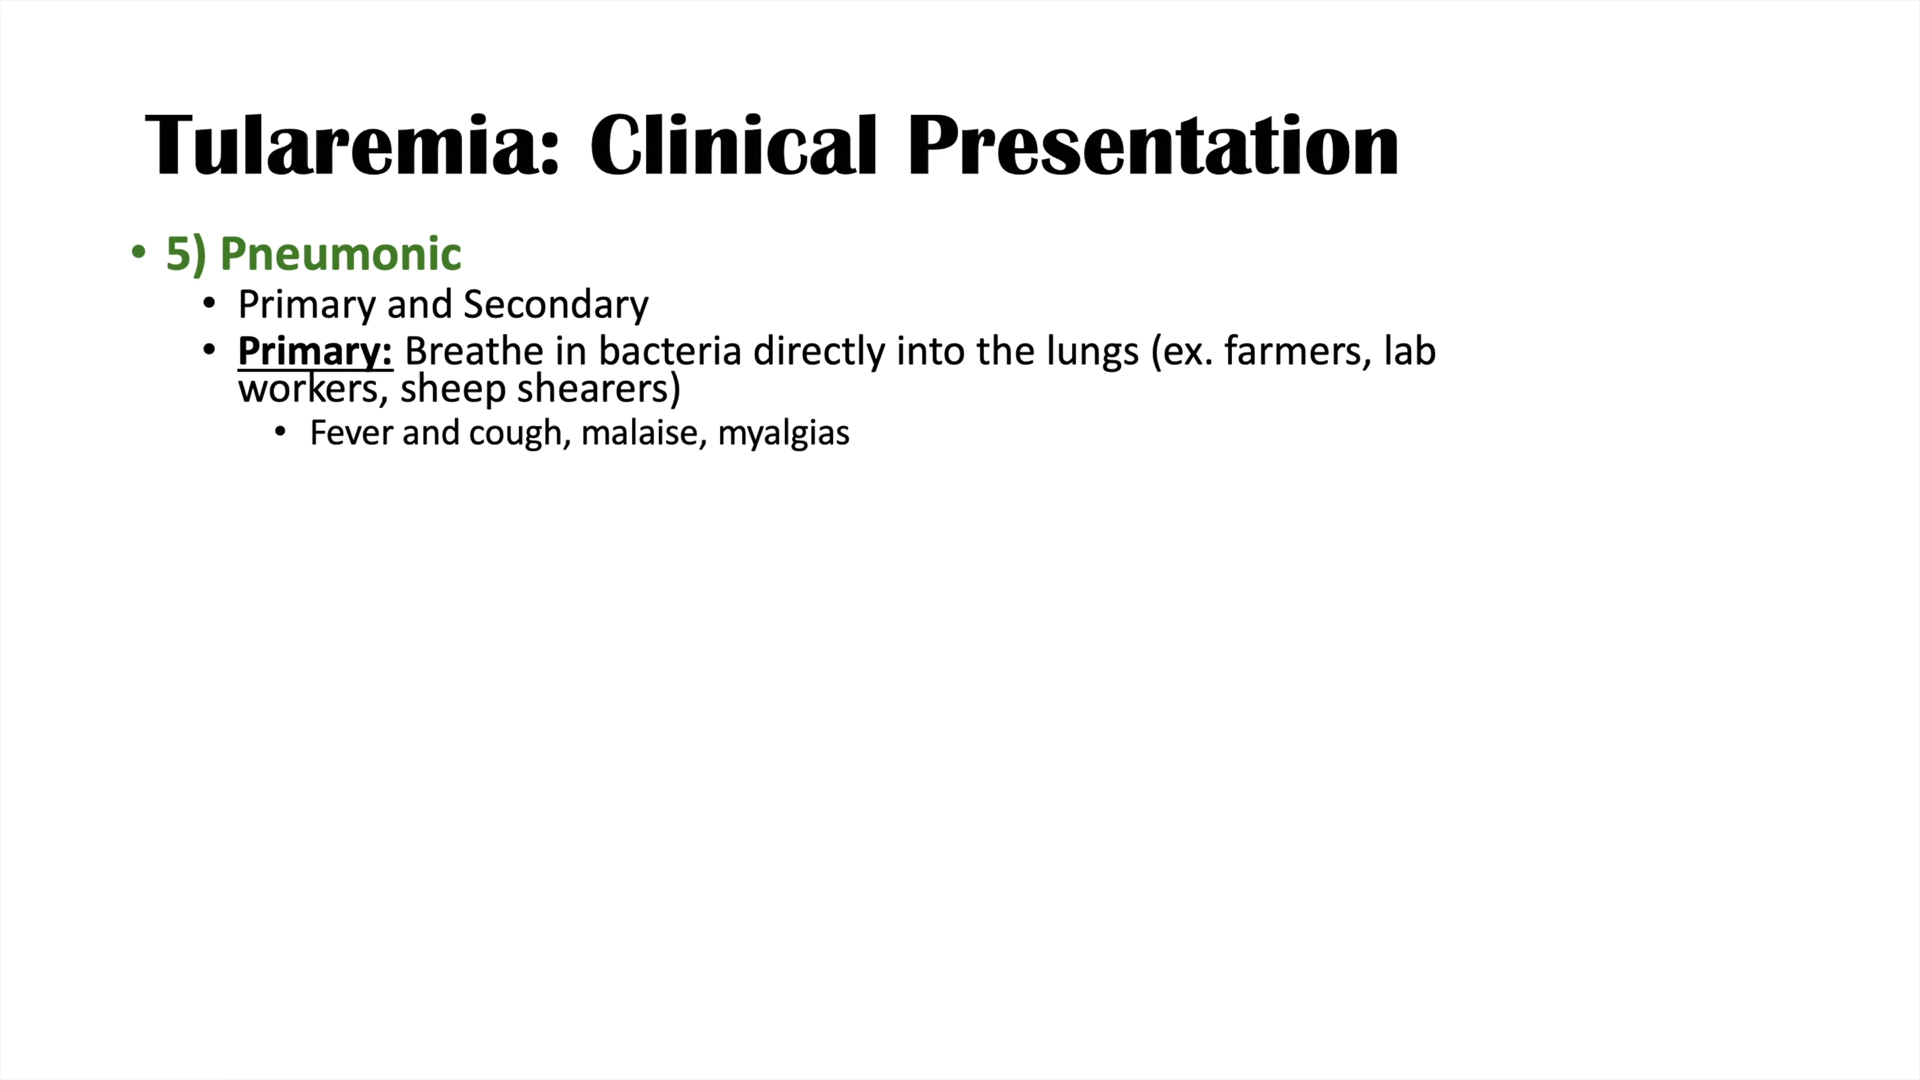 Tularemia: Clinical Presentation
• 5) Pneumonic
• Primary and Secondary
• Primary: Breathe in bacteria directly into the lungs (ex. farmers, lab
workers, sheep shearers)
• Fever and cough, malaise, myalgias